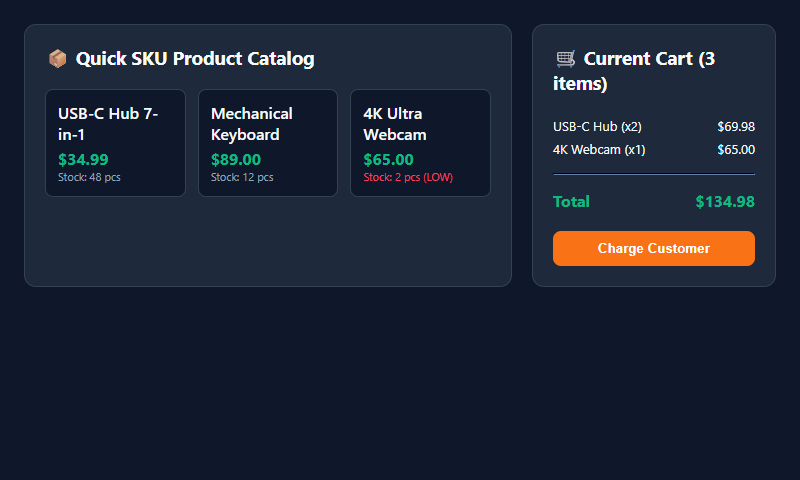 📦 Quick SKU Product Catalog
USB-C Hub 7-
in-1
$34.99
Stock: 48 pcs
Mechanical
Keyboard
$89.00
Stock: 12 pcs
4K Ultra
Webcam
$65.00
Stock: 2 pcs (LOW)
🛒 Current Cart (3
items)
USB-C Hub (x2) $69.98
4K Webcam (x1) $65.00
Total $134.98
Charge Customer